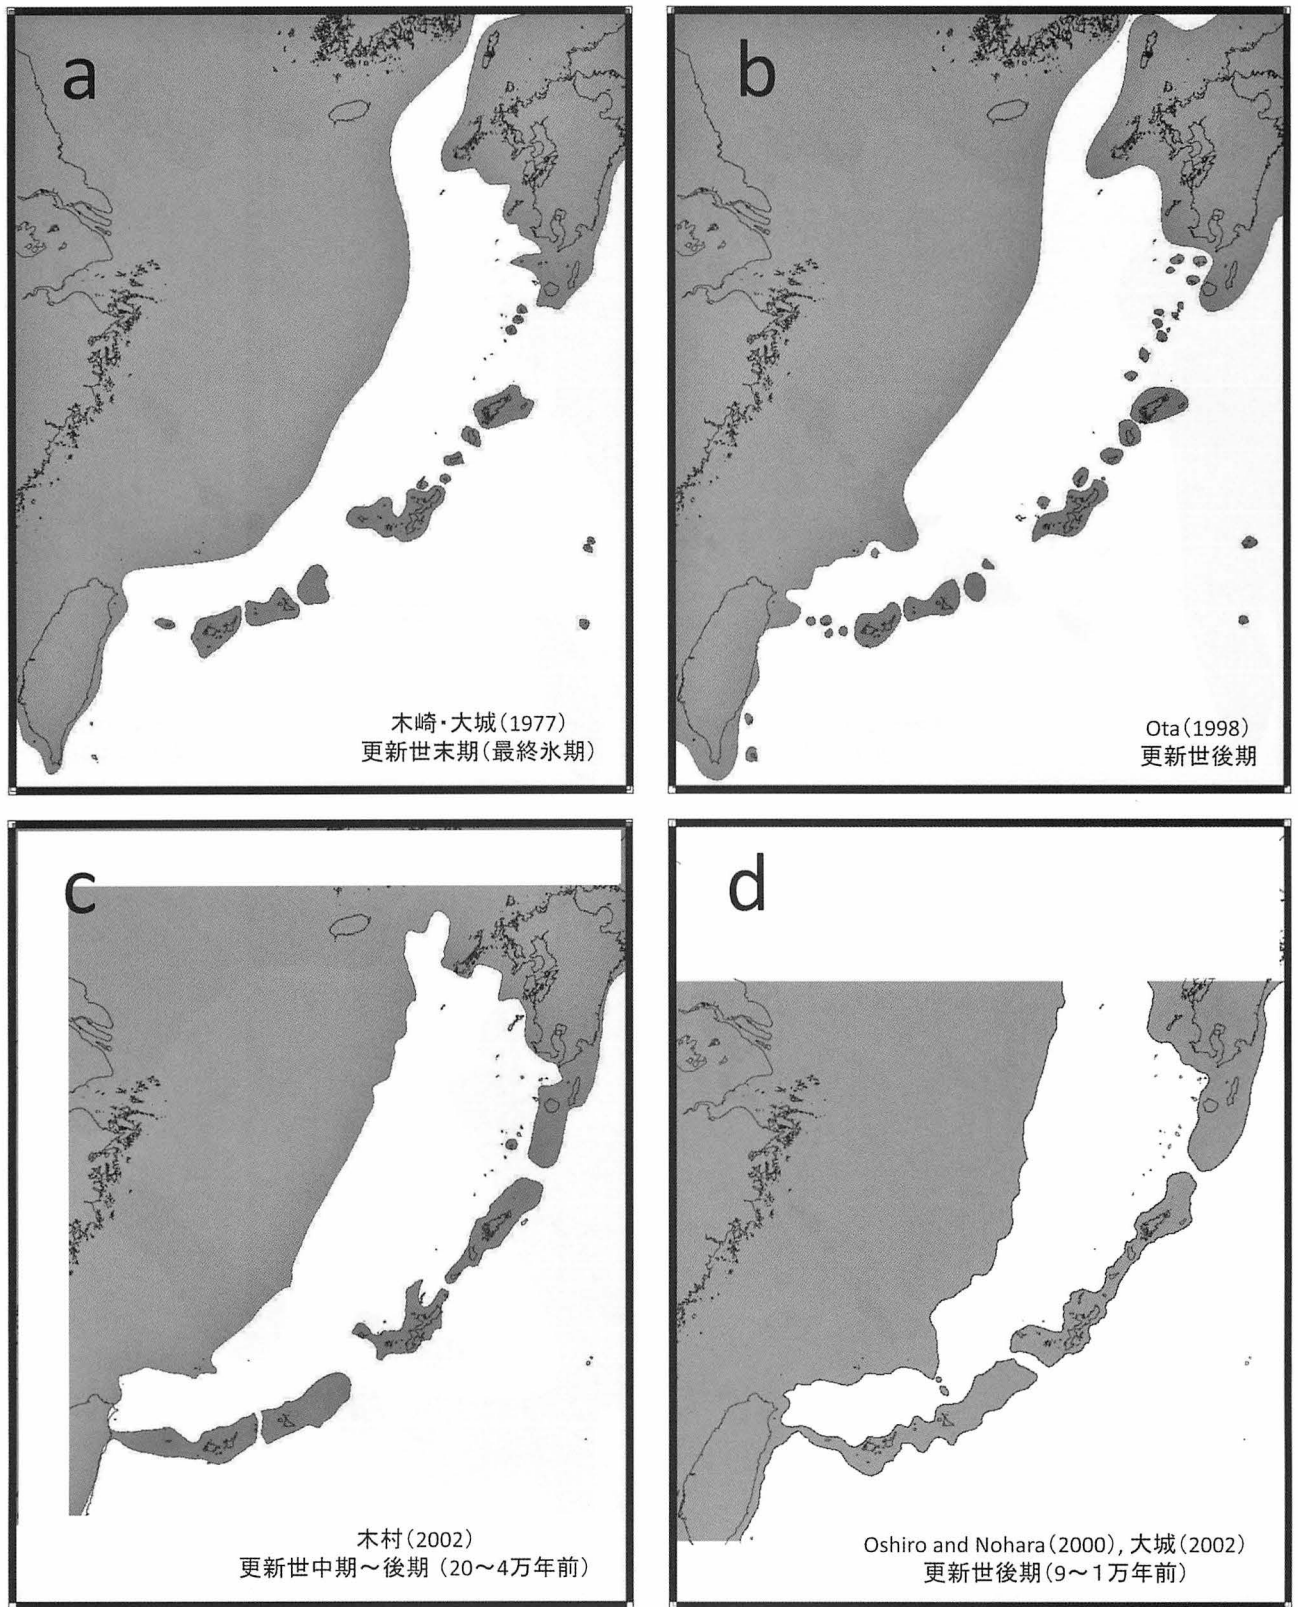 a
木崎・大城(1977)
更新世末期(最終氷期)
b
Ota(1998)
更新世後期
c
木村(2002)
更新世中期～後期 (20～4万年前)
d
Oshiro and Nohara(2000), 大城(2002)
更新世後期(9～1万年前)